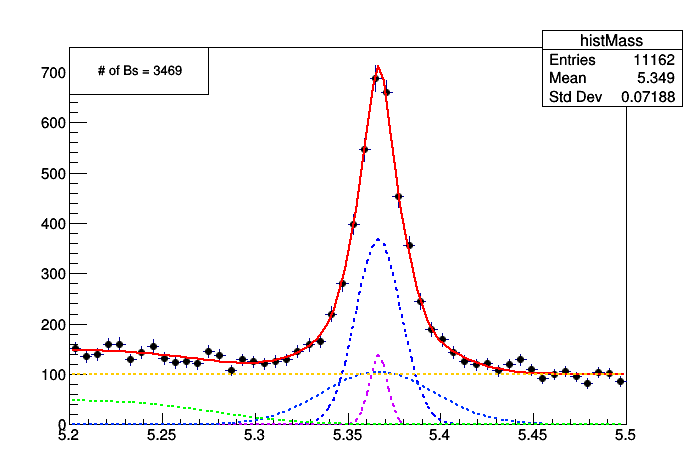 histMass
Entries 11162
Mean 5.349
Std Dev 0.07188
# of Bs = 3469
700
600
500
400
300
200
100
0
5.2 5.25 5.3 5.35 5.4 5.45 5.5